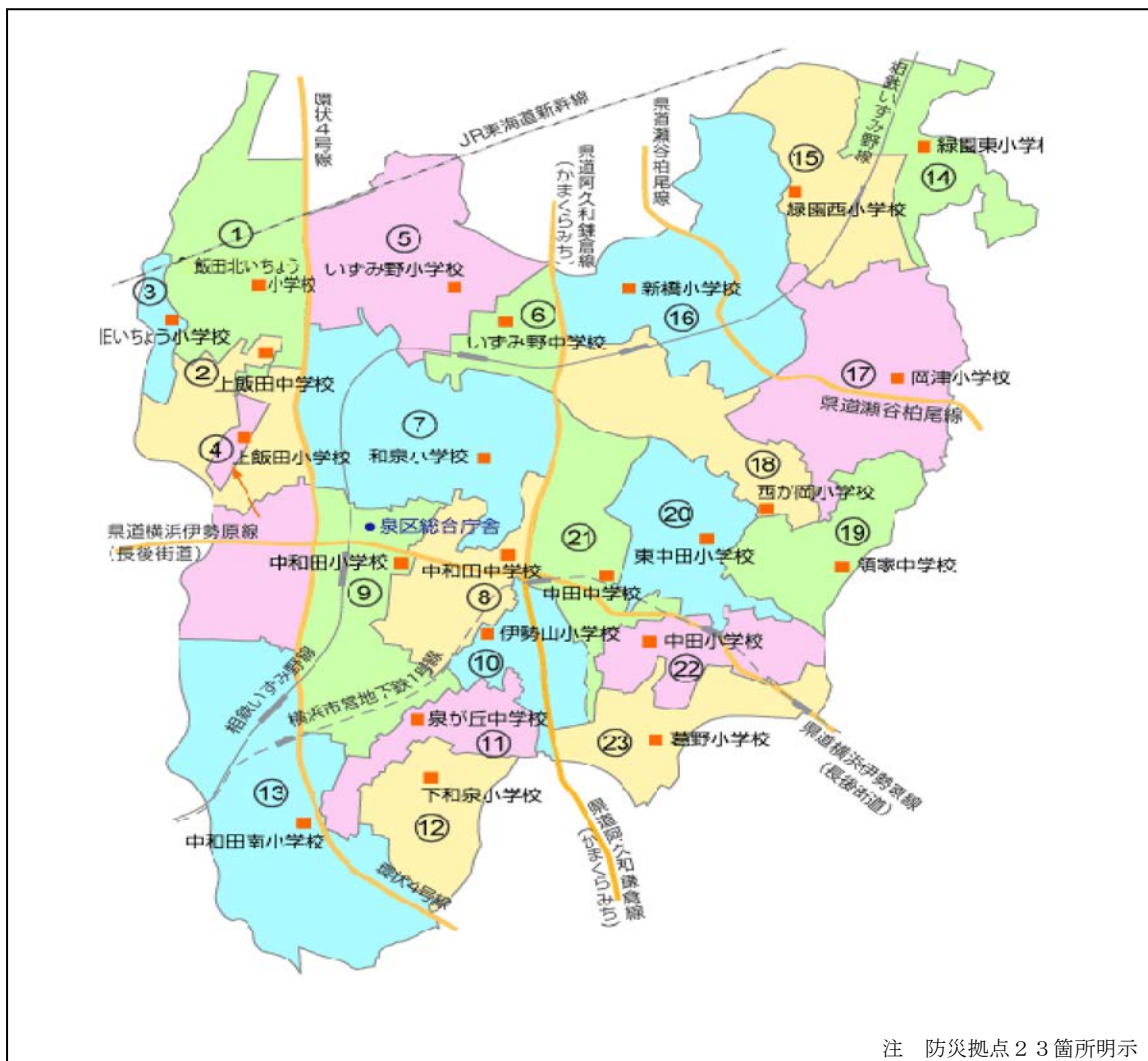 環状4号線
JR東海道新幹線
県道瀬谷柏尾線
相鉄いずみ野線
緑園東小学校
⑭
⑮
緑園西小学校
県道阿久利鎌倉線
(かまくらみち)
①
飯田北いちょう
小学校
⑤
いずみ野小学校
③
旧いちょう小学校
⑥
いずみ野中学校
新橋小学校
⑯
②
上飯田中学校
⑰
岡津小学校
県道瀬谷柏尾線
⑦
和泉小学校
④
上飯田小学校
⑱
西が岡小学校
県道横浜伊勢原線
(長後街道)
泉区総合庁舎
⑳
東中田小学校
⑲
領家中学校
㉑
中田中学校
中和田小学校
⑨
中和田中学校
⑧
伊勢山小学校
⑩
中田小学校
㉒
相鉄いずみ野線
横浜市営地下鉄1号線
泉が丘中学校
⑪
㉓
葛野小学校
県道横浜伊勢原線
(長後街道)
⑬
中和田南小学校
下和泉小学校
⑫
県道阿久和鎌倉線
(かまくらみち)
環状4号線
注 防災拠点23箇所明示